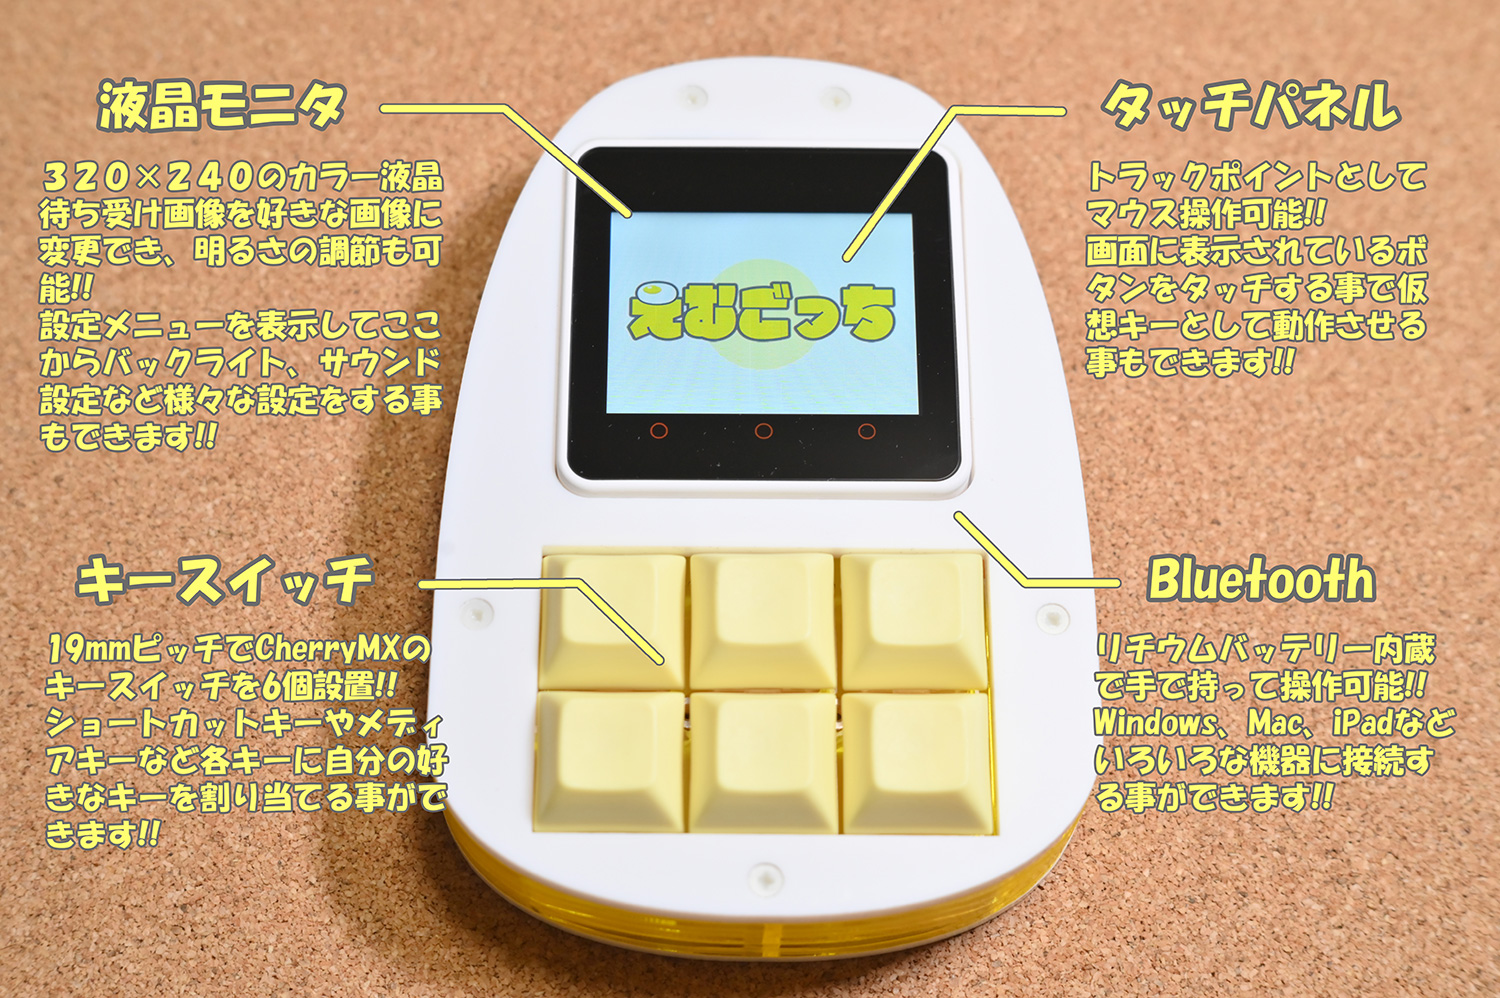 液晶モニタ
320×240のカラー液晶
待ち受け画像を好きな画像に
変更でき、明るさの調節も可
能!!
設定メニューを表示してここ
からバックライト、サウンド
設定など様々な設定をする事
もできます!!
タッチパネル
トラックポイントとして
マウス操作可能!!
画面に表示されているボ
タンをタッチする事で仮
想キーとして動作させる
事もできます!!
えむごっち
キースイッチ
19mmピッチでCherryMXの
キースイッチを6個設置!!
ショートカットキーやメディ
アキーなど各キーに自分の好
きなキーを割り当てる事がで
きます!!
Bluetooth
リチウムバッテリー内蔵
で手で持って操作可能!!
Windows、Mac、iPadなど
いろいろな機器に接続す
る事ができます!!